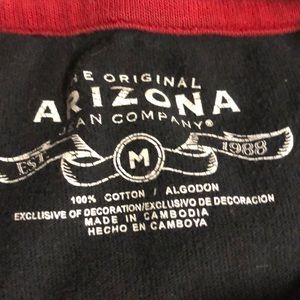 THE ORIGINAL
ARIZONA
JEAN COMPANY®
EST. M 1988
100% COTTON / ALGODON
EXCLUSIVE OF DECORATION/EXCLUSIVO DE DECORACION
MADE IN CAMBODIA
HECHO EN CAMBOYA